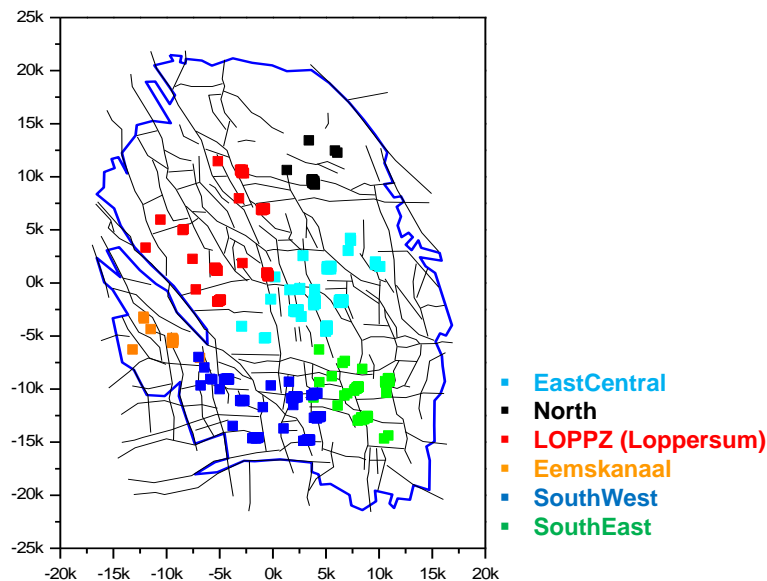 25k
20k
15k
10k
5k
0k
-5k
-10k
-15k
-20k
-25k
-20k -15k -10k -5k 0k 5k 10k 15k 20k
EastCentral
North
LOPPZ (Loppersum)
Eemskanaal
SouthWest
SouthEast